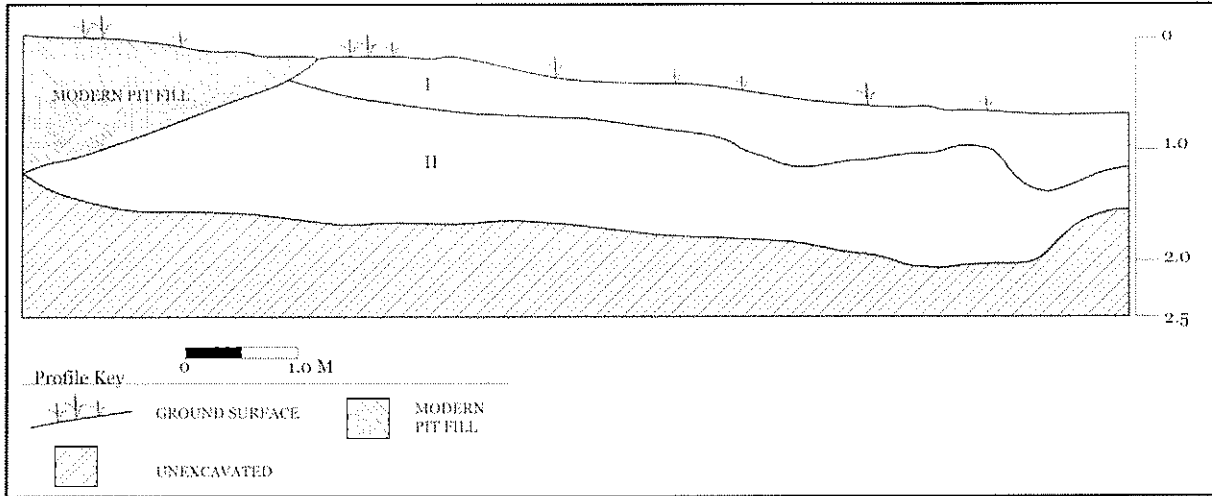 0
MODERN PIT FILL
I
1.0
II
2.0
2.5
0 1.0 M
Profile Key
GROUND SURFACE
MODERN
PIT FILL
UNEXCAVATED